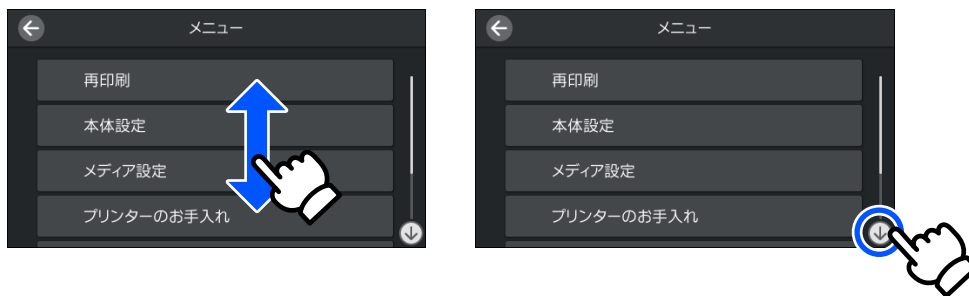 メニュー
再印刷
本体設定
メディア設定
プリンターのお手入れ
メニュー
再印刷
本体設定
メディア設定
プリンターのお手入れ